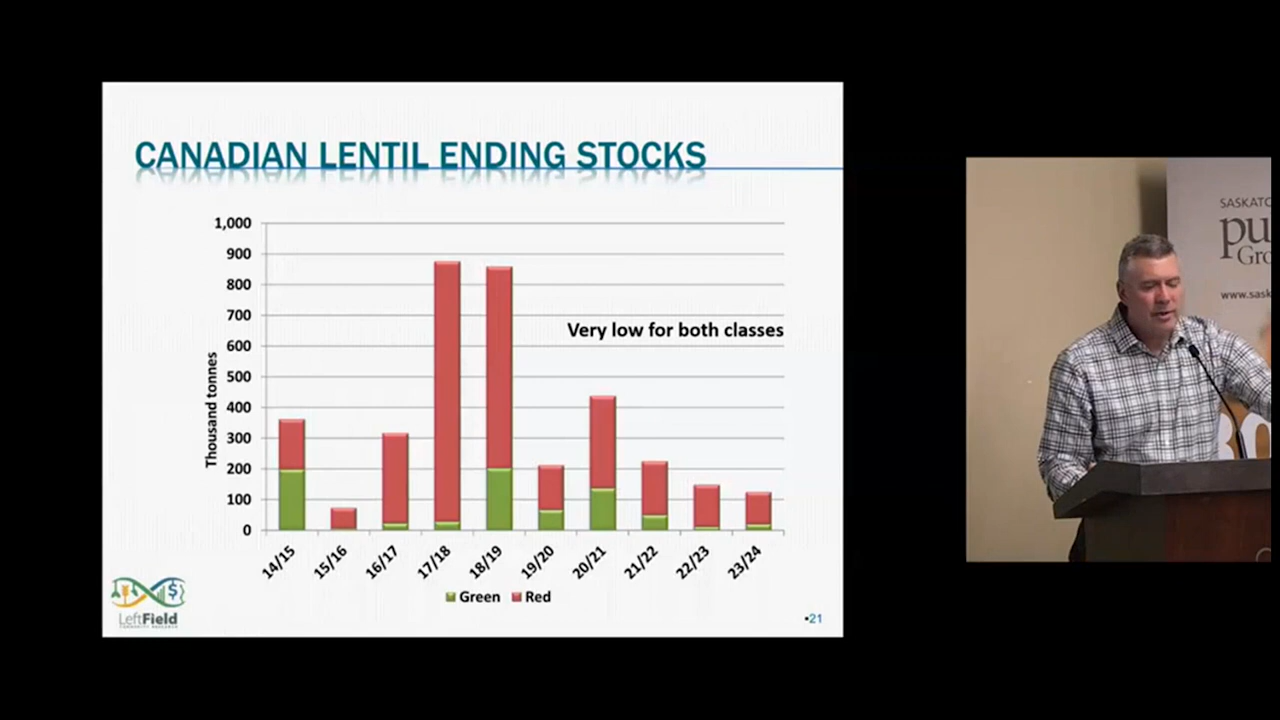 CANADIAN LENTIL ENDING STOCKS
1,000
900
800
700
600
500
400
300
200
100
0
Thousand tonnes
Very low for both classes
14/15
15/16
16/17
17/18
18/19
19/20
20/21
21/22
22/23
23/24
Green
Red
LeftField
•21
SASKATC
pu
Gro
www.sask